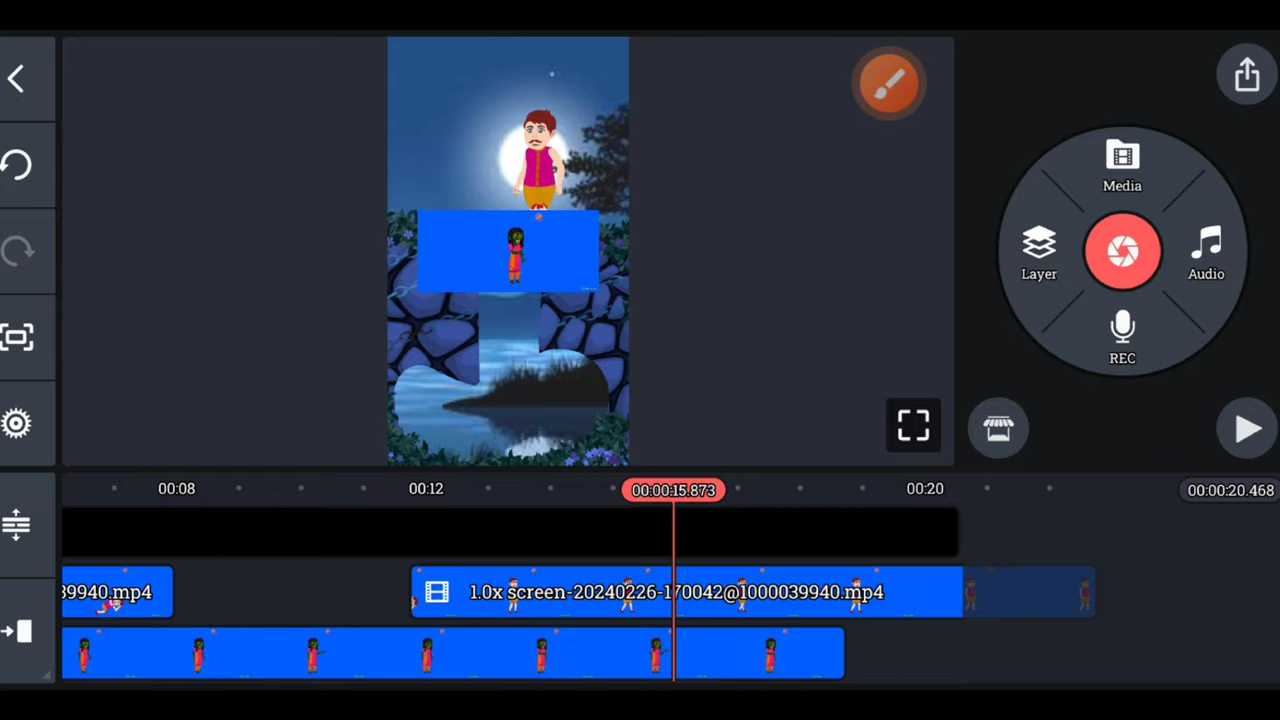 Media
Layer
Audio
REC
00:08
00:12
00:00:15.873
00:20
00:00:20.468
39940.mp4
1.0x screen-20240226-170042@1000039940.mp4